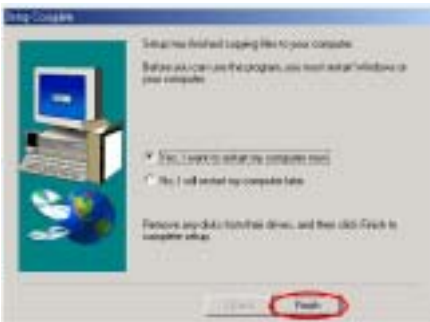 Setup Complete
Setup has finished copying files to your computer.
Before you can use the program, you must restart Windows or
your computer.
Yes, I want to restart my computer now.
No, I will restart my computer later.
Remove any disks from their drives, and then click Finish to
complete setup.
Finish